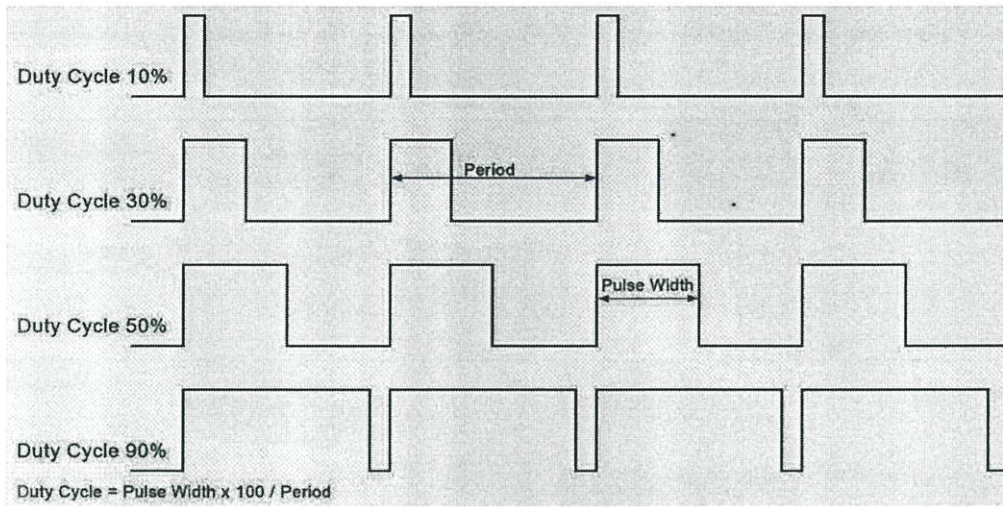 Duty Cycle 10%
Period
Duty Cycle 30%
Pulse Width
Duty Cycle 50%
Duty Cycle 90%
Duty Cycle = Pulse Width x 100 / Period